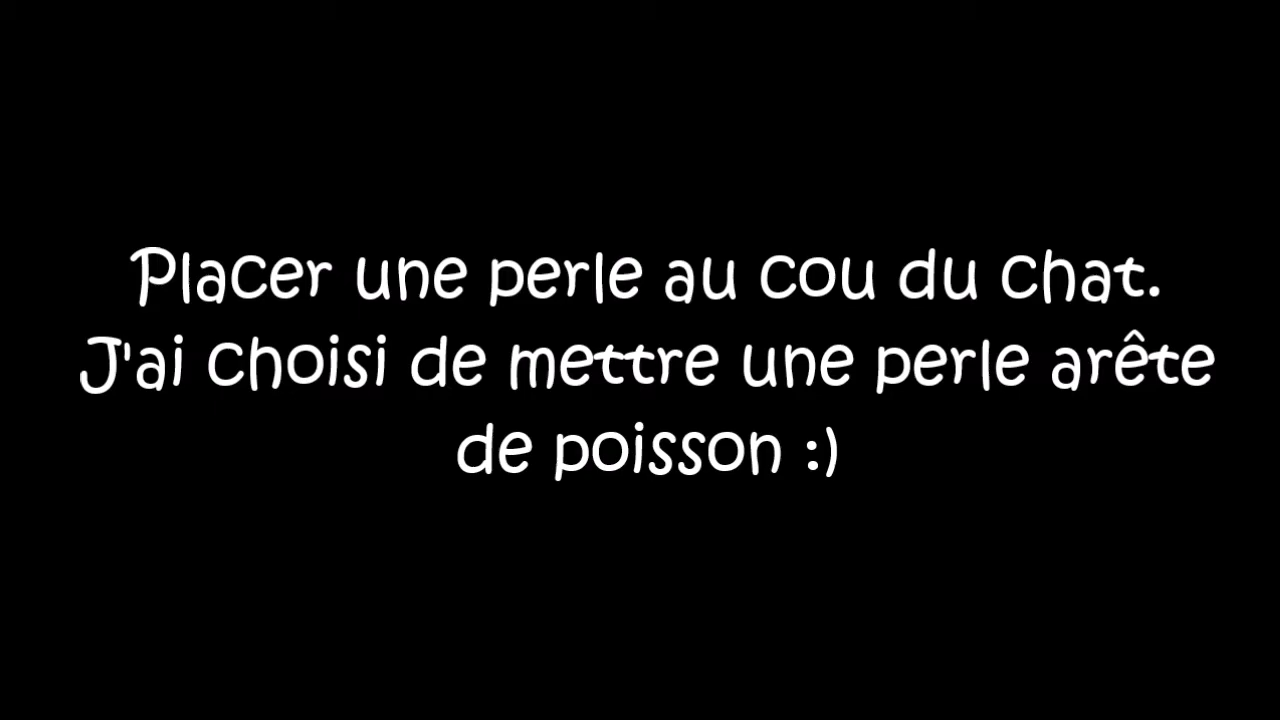 Placer une perle au cou du chat.
J'ai choisi de mettre une perle arête
de poisson :)